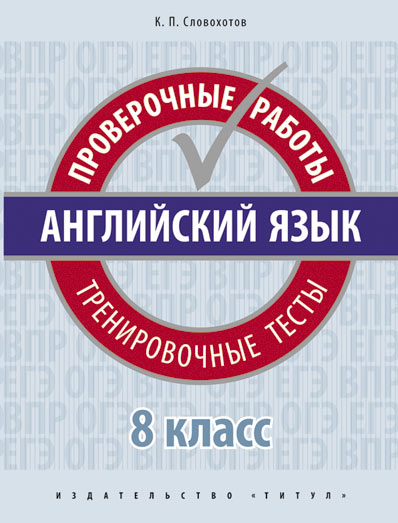 К. П. Словохотов
ПРОВЕРОЧНЫЕ РАБОТЫ
АНГЛИЙСКИЙ ЯЗЫК
ТРЕНИРОВОЧНЫЕ ТЕСТЫ
8 класс
ИЗДАТЕЛЬСТВО «ТИТУЛ»